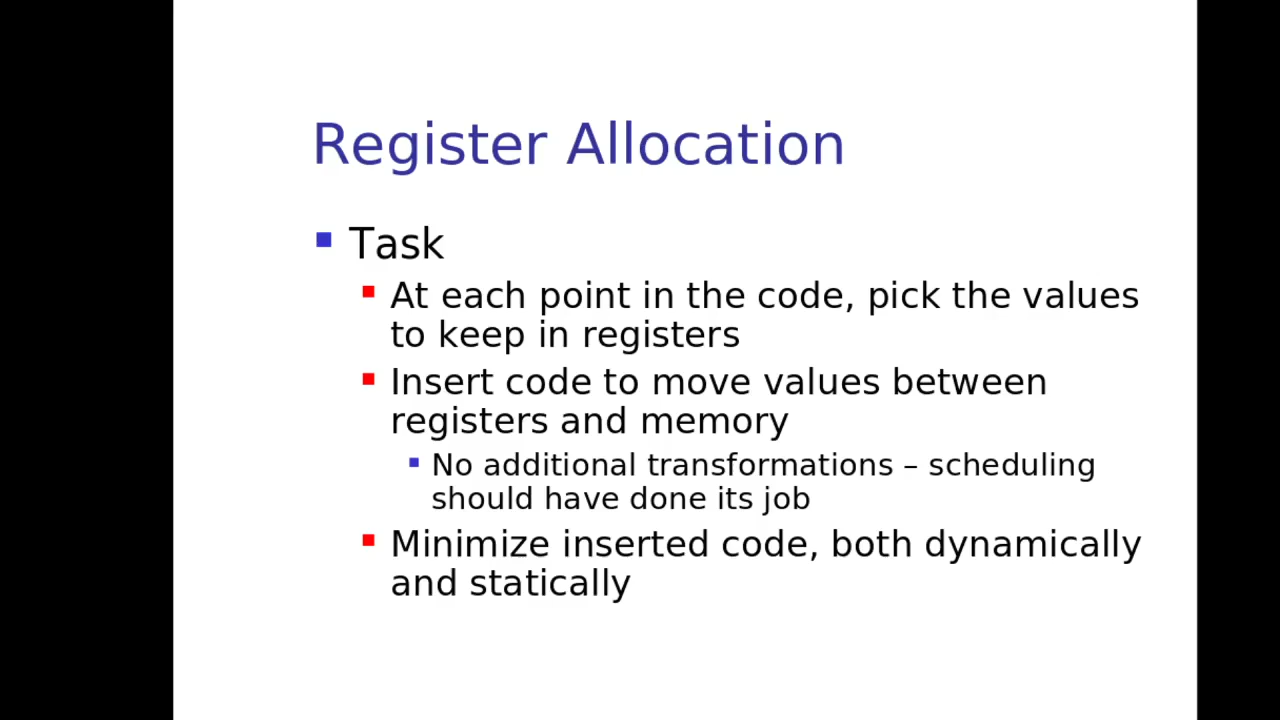 Register Allocation
Task
At each point in the code, pick the values
to keep in registers
Insert code to move values between
registers and memory
No additional transformations – scheduling
should have done its job
Minimize inserted code, both dynamically
and statically